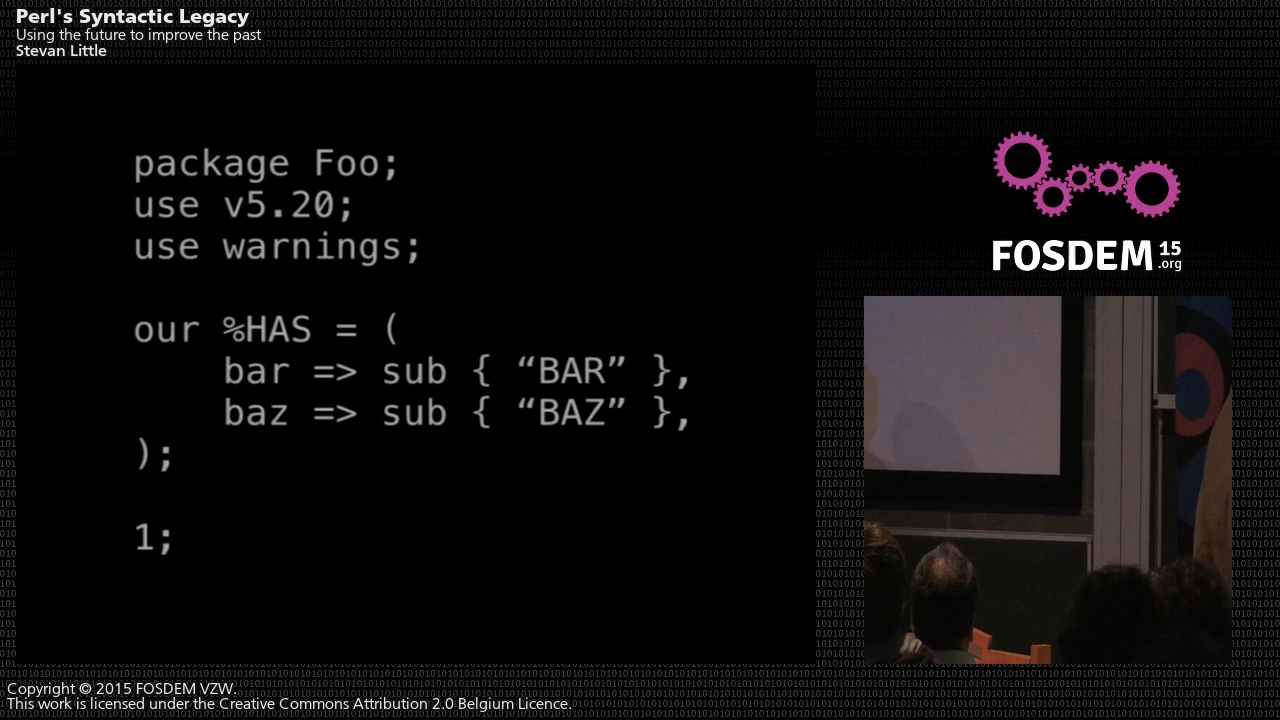 Perl's Syntactic Legacy
Using the future to improve the past
Stevan Little
package Foo;
use v5.20;
use warnings;
our %HAS = (
bar => sub { “BAR” },
baz => sub { “BAZ” },
);
1;
FOSDEM 15
.org
Copyright © 2015 FOSDEM VZW.
This work is licensed under the Creative Commons Attribution 2.0 Belgium Licence.